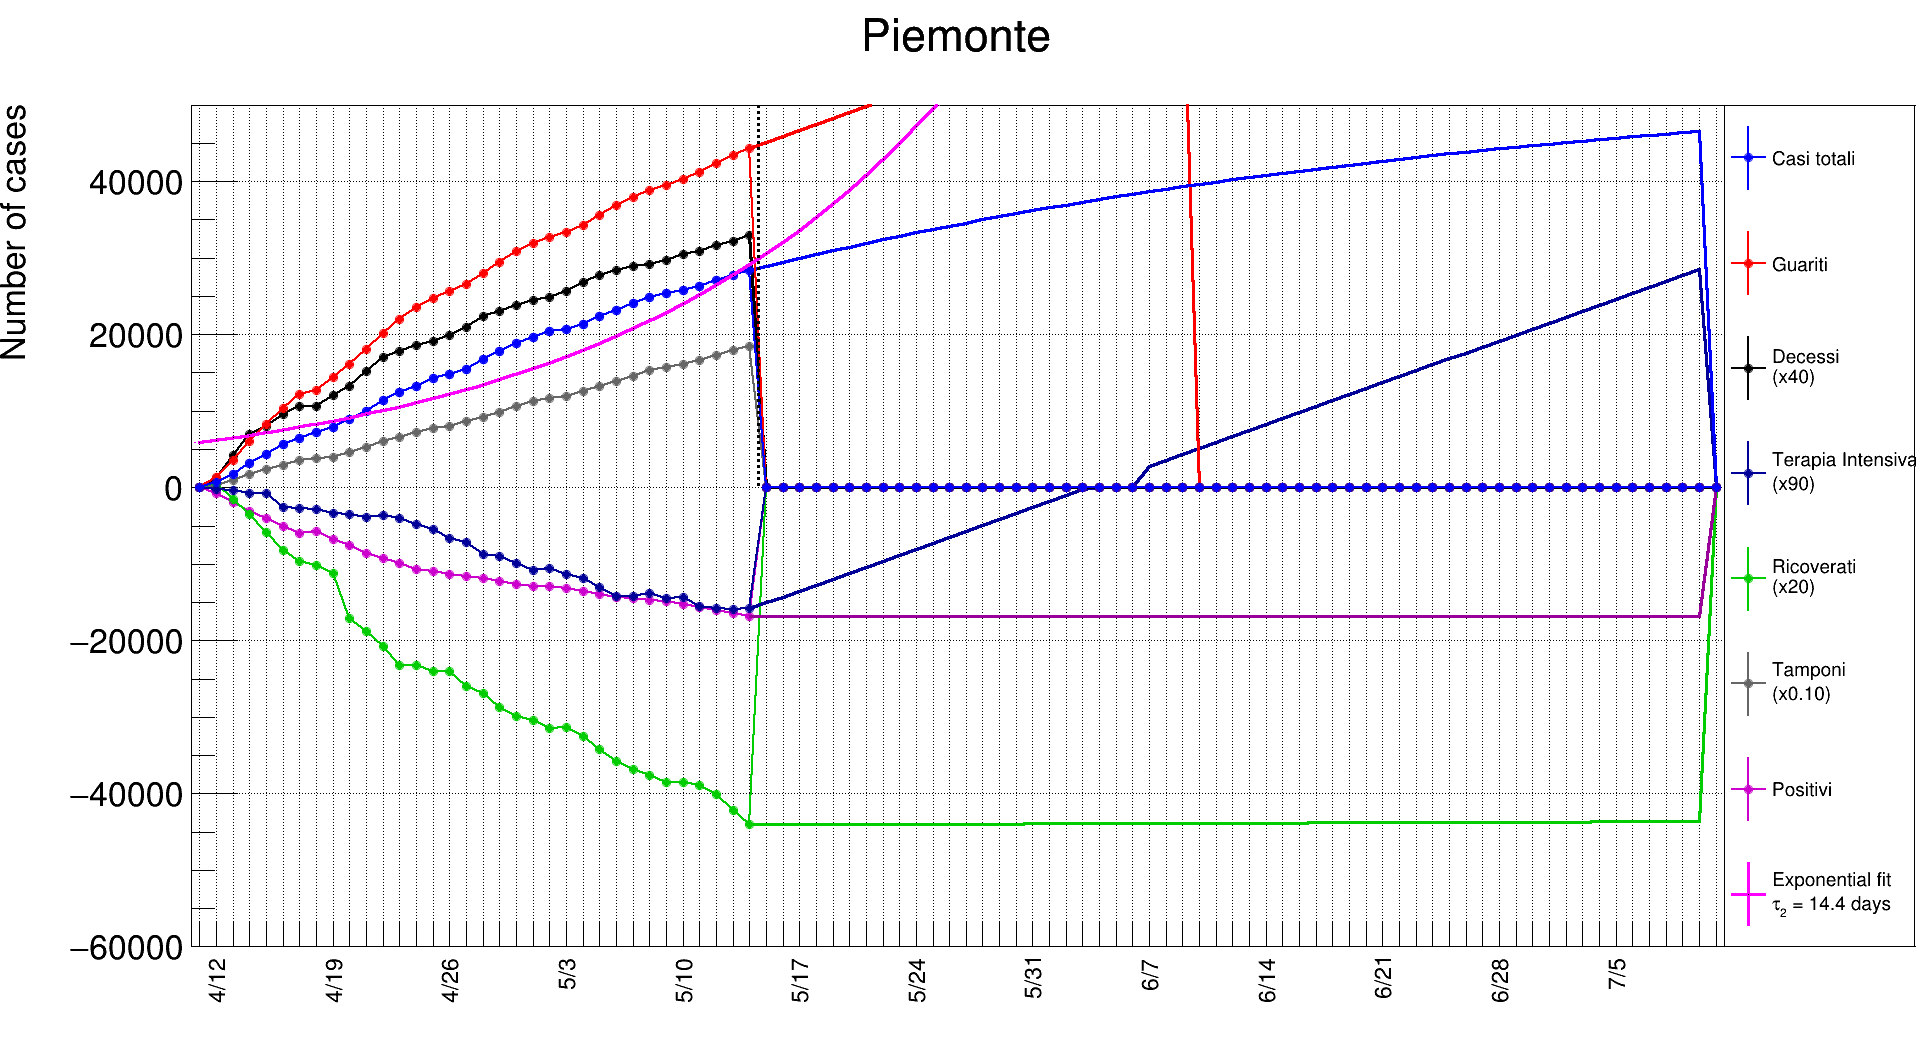 Piemonte
Number of cases
40000
20000
0
−20000
−40000
−60000
4/12
4/19
4/26
5/3
5/10
5/17
5/24
5/31
6/7
6/14
6/21
6/28
7/5
Casi totali
Guariti
Decessi
(x40)
Terapia Intensiva
(x90)
Ricoverati
(x20)
Tamponi
(x0.10)
Positivi
Exponential fit
τ2 = 14.4 days